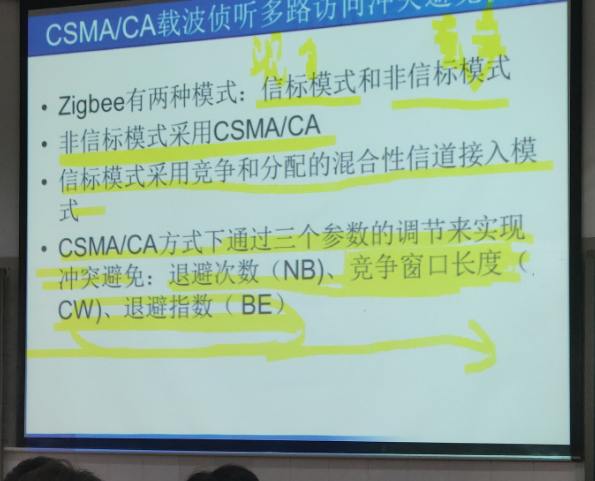 CSMA/CA载波侦听多路访问冲突避免
• Zigbee有两种模式：信标模式和非信标模式
• 非信标模式采用CSMA/CA
• 信标模式采用竞争和分配的混合性信道接入模
式
• CSMA/CA方式下通过三个参数的调节来实现
冲突避免：退避次数（NB)、竞争窗口长度（
CW)、退避指数（ BE）